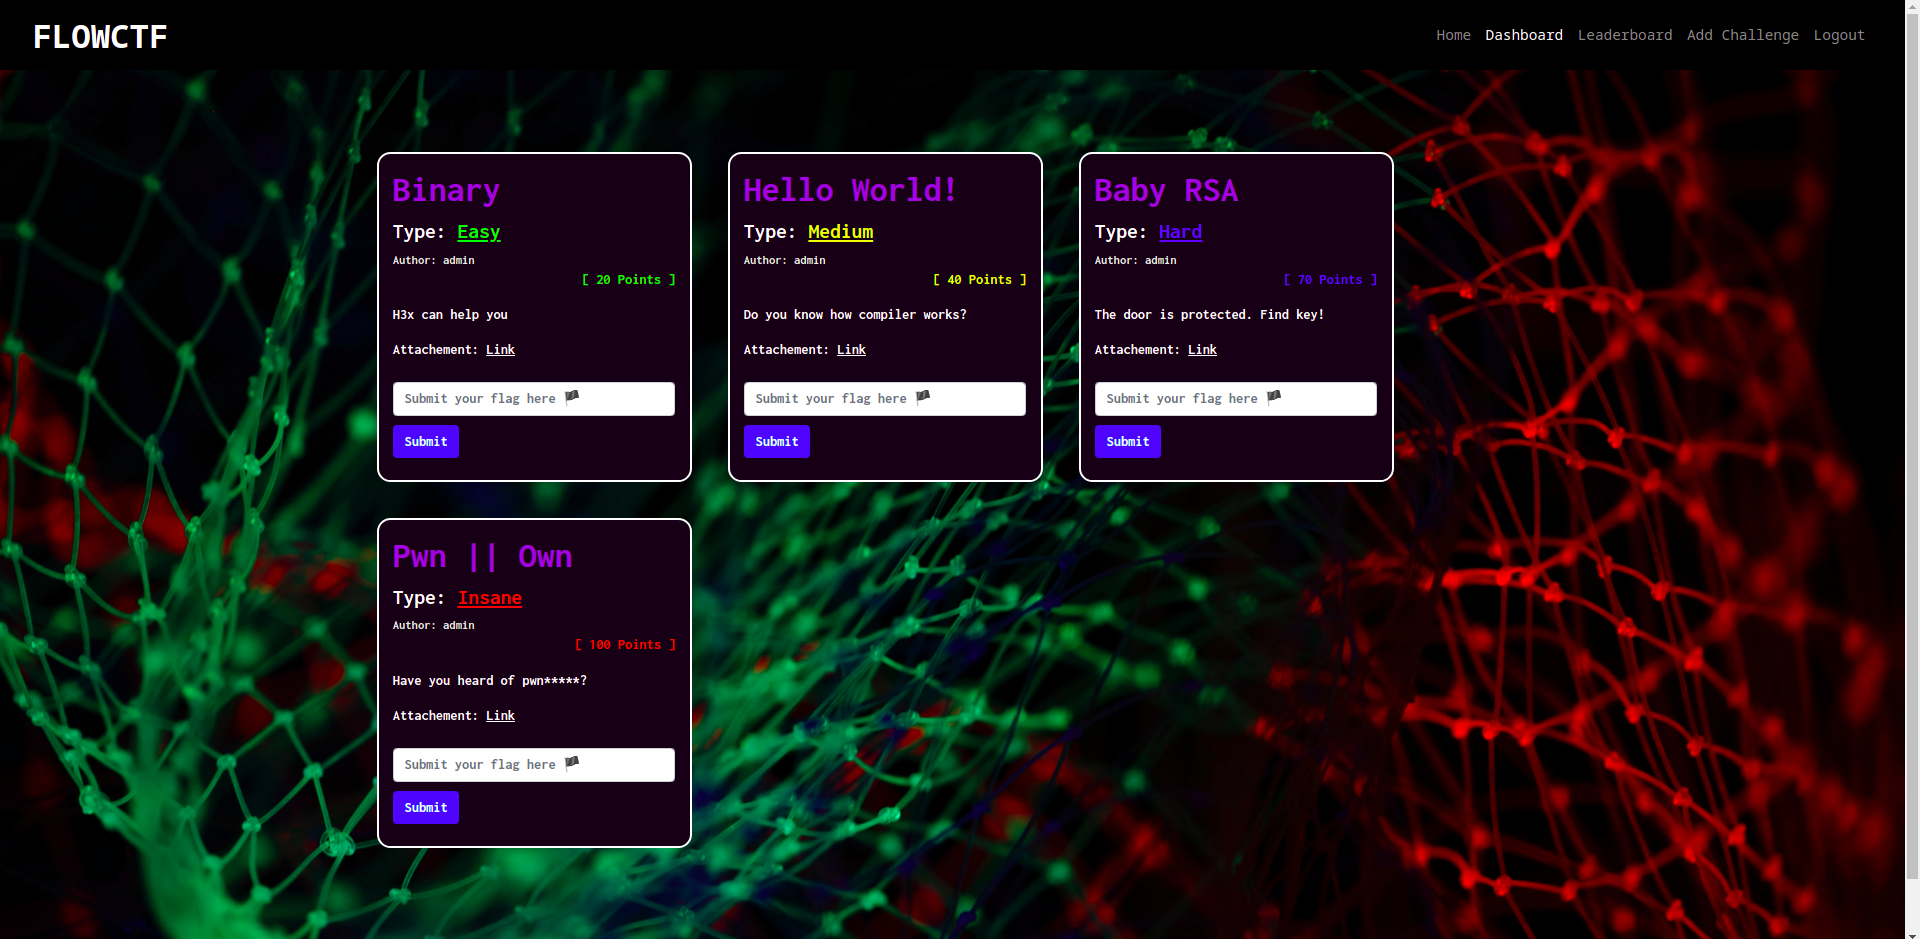 FLOWCTF
Home Dashboard Leaderboard Add Challenge Logout
Binary
Type: Easy
Author: admin
[ 20 Points ]
H3x can help you
Attachement: Link
Submit your flag here 🏴
Submit
Hello World!
Type: Medium
Author: admin
[ 40 Points ]
Do you know how compiler works?
Attachement: Link
Submit your flag here 🏴
Submit
Baby RSA
Type: Hard
Author: admin
[ 70 Points ]
The door is protected. Find key!
Attachement: Link
Submit your flag here 🏴
Submit
Pwn || Own
Type: Insane
Author: admin
[ 100 Points ]
Have you heard of pwn*****?
Attachement: Link
Submit your flag here 🏴
Submit